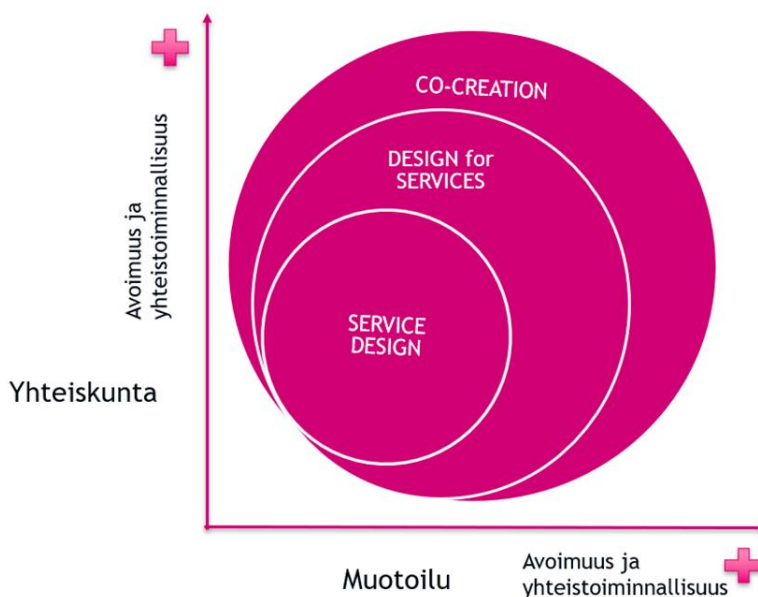 CO-CREATION
DESIGN for
SERVICES
SERVICE
DESIGN
Avoimuus ja
yhteistoiminnallisuus
Yhteiskunta
Muotoilu
Avoimuus ja
yhteistoiminnallisuus